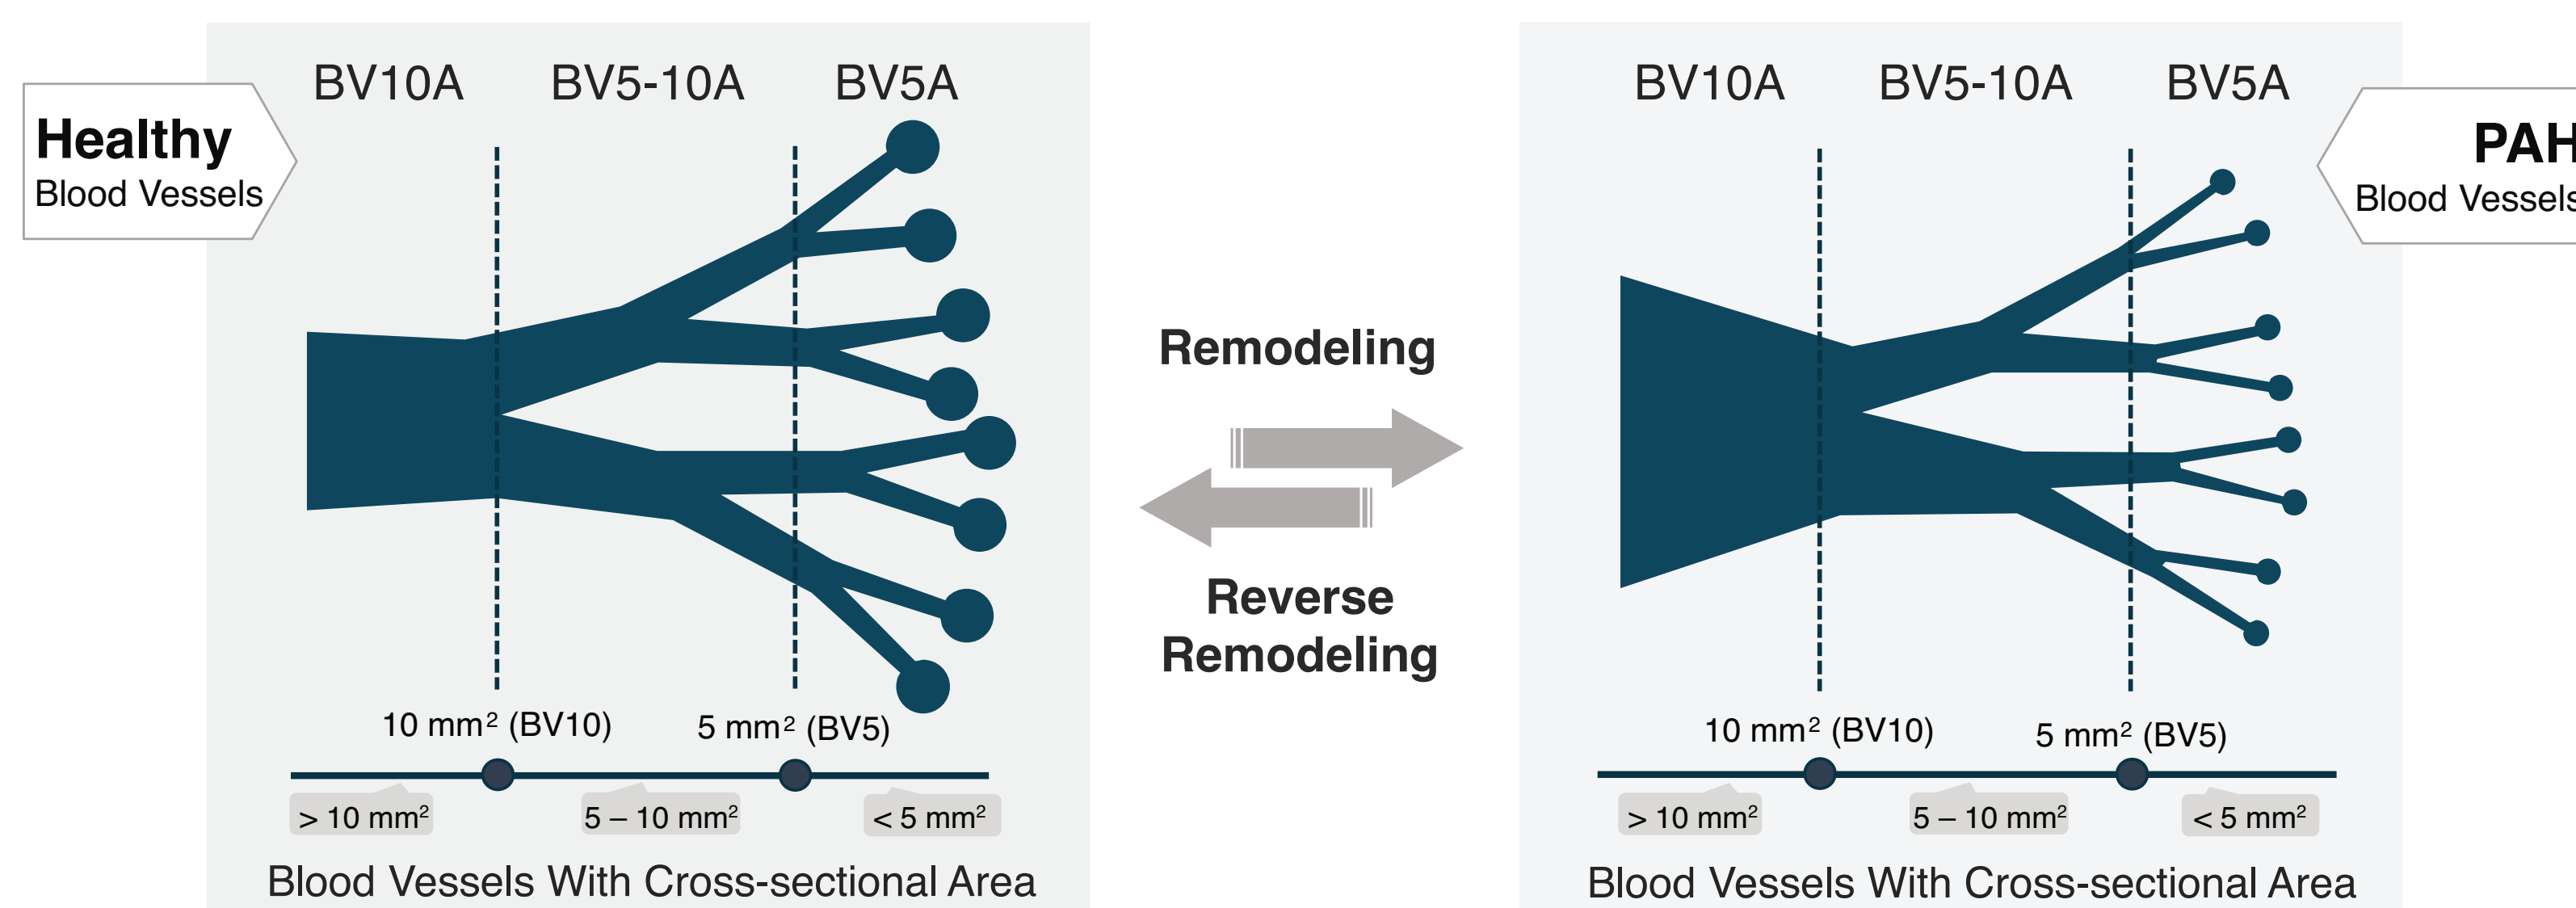 Healthy
Blood Vessels
BV10A BV5-10A BV5A
10 mm² (BV10) 5 mm² (BV5)
> 10 mm² 5 – 10 mm² < 5 mm²
Blood Vessels With Cross-sectional Area
Remodeling
Reverse
Remodeling
BV10A BV5-10A BV5A
PAH
Blood Vessels
10 mm² (BV10) 5 mm² (BV5)
> 10 mm² 5 – 10 mm² < 5 mm²
Blood Vessels With Cross-sectional Area